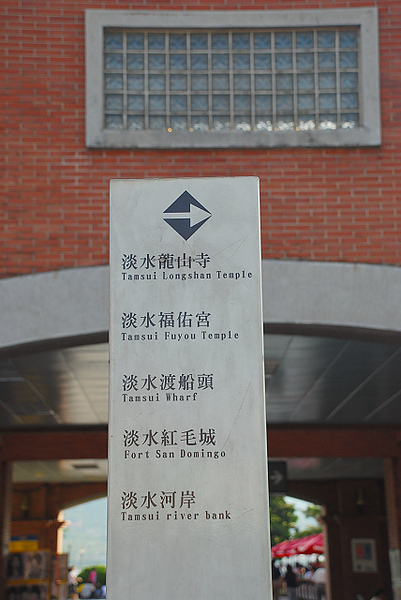 淡水龍山寺
Tamsui Longshan Temple
淡水福佑宮
Tamsui Fuyou Temple
淡水渡船頭
Tamsui Wharf
淡水紅毛城
Fort San Domingo
淡水河岸
Tamsui river bank